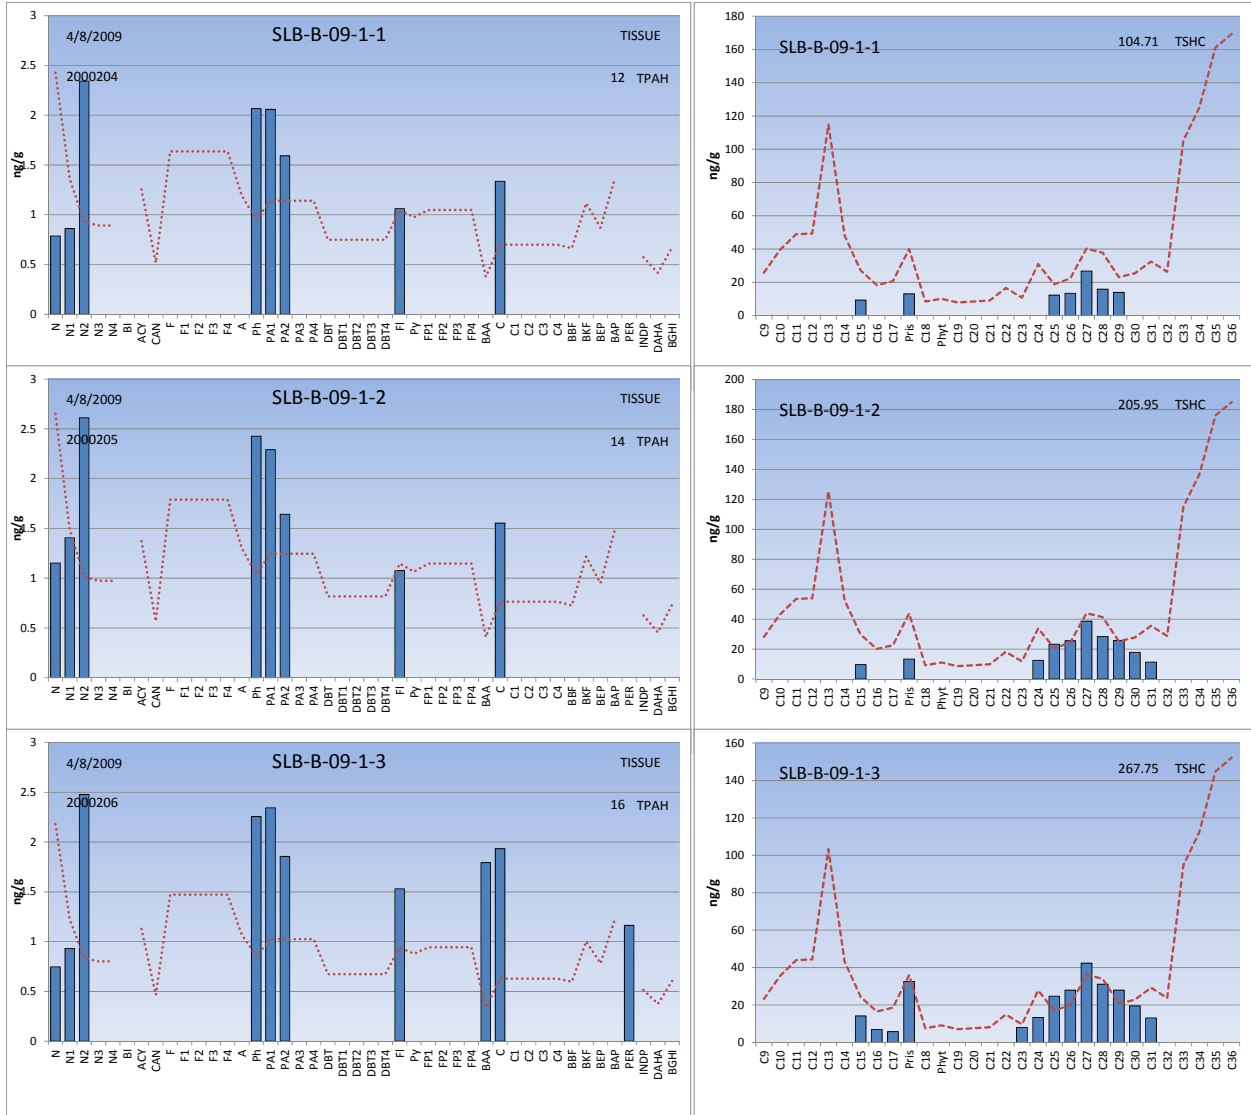 4/8/2009 SLB-B-09-1-1 TISSUE
2000204 12 TPAH
ng/g
3
2.5
2
1.5
1
0.5
0
N N1 N2 N3 N4 BI ACY CAN F F1 F2 F3 F4 A Ph PA1 PA2 PA3 PA4 DBT DBT1 DBT2 DBT3 DBT4 Fl Py FP1 FP2 FP3 FP4 BAA C C1 C2 C3 C4 BBF BKF BEP BAP PER INDP DAHA BGHI
SLB-B-09-1-1 104.71 TSHC
ng/g
180
160
140
120
100
80
60
40
20
0
C9 C10 C11 C12 C13 C14 C15 C16 C17 Pris C18 Phyt C19 C20 C21 C22 C23 C24 C25 C26 C27 C28 C29 C30 C31 C32 C33 C34 C35 C36
4/8/2009 SLB-B-09-1-2 TISSUE
2000205 14 TPAH
ng/g
3
2.5
2
1.5
1
0.5
0
N N1 N2 N3 N4 BI ACY CAN F F1 F2 F3 F4 A Ph PA1 PA2 PA3 PA4 DBT DBT1 DBT2 DBT3 DBT4 Fl Py FP1 FP2 FP3 FP4 BAA C C1 C2 C3 C4 BBF BKF BEP BAP PER INDP DAHA BGHI
SLB-B-09-1-2 205.95 TSHC
ng/g
200
180
160
140
120
100
80
60
40
20
0
C9 C10 C11 C12 C13 C14 C15 C16 C17 Pris C18 Phyt C19 C20 C21 C22 C23 C24 C25 C26 C27 C28 C29 C30 C31 C32 C33 C34 C35 C36
4/8/2009 SLB-B-09-1-3 TISSUE
2000206 16 TPAH
ng/g
3
2.5
2
1.5
1
0.5
0
N N1 N2 N3 N4 BI ACY CAN F F1 F2 F3 F4 A Ph PA1 PA2 PA3 PA4 DBT DBT1 DBT2 DBT3 DBT4 Fl Py FP1 FP2 FP3 FP4 BAA C C1 C2 C3 C4 BBF BKF BEP BAP PER INDP DAHA BGHI
SLB-B-09-1-3 267.75 TSHC
ng/g
160
140
120
100
80
60
40
20
0
C9 C10 C11 C12 C13 C14 C15 C16 C17 Pris C18 Phyt C19 C20 C21 C22 C23 C24 C25 C26 C27 C28 C29 C30 C31 C32 C33 C34 C35 C36